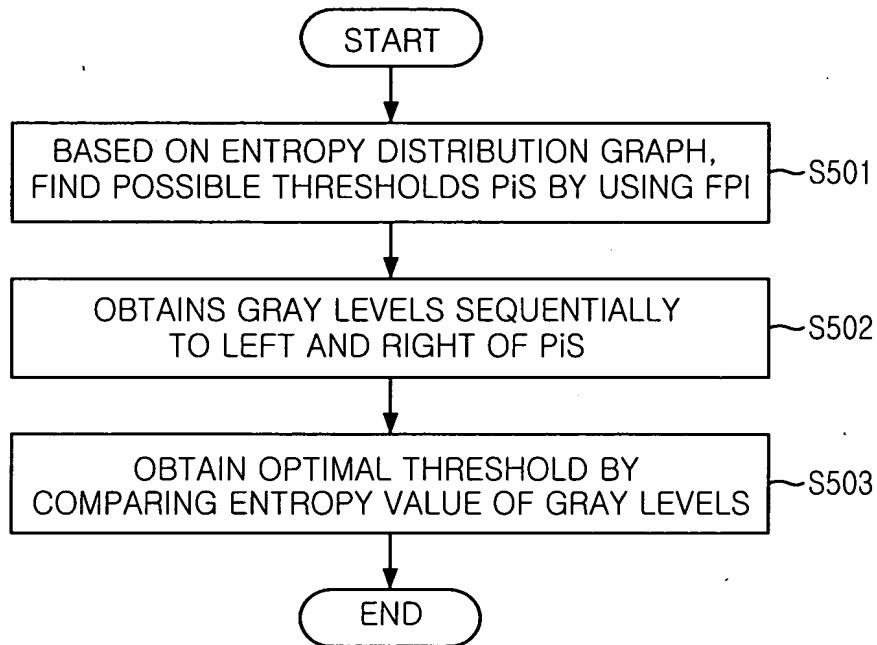 START
BASED ON ENTROPY DISTRIBUTION GRAPH,
FIND POSSIBLE THRESHOLDS PiS BY USING FPI
S501
OBTAINS GRAY LEVELS SEQUENTIALLY
TO LEFT AND RIGHT OF PiS
S502
OBTAIN OPTIMAL THRESHOLD BY
COMPARING ENTROPY VALUE OF GRAY LEVELS
S503
END